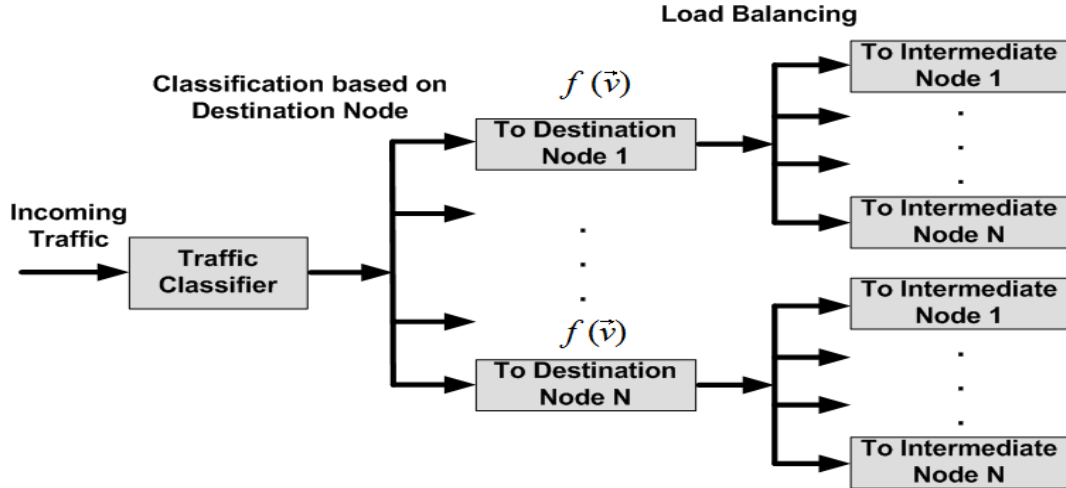 Load Balancing
To Intermediate
Node 1
Classification based on
Destination Node
f (v⃗)
To Destination
Node 1
To Intermediate
Node N
Incoming
Traffic
Traffic
Classifier
To Intermediate
Node 1
f (v⃗)
To Destination
Node N
To Intermediate
Node N